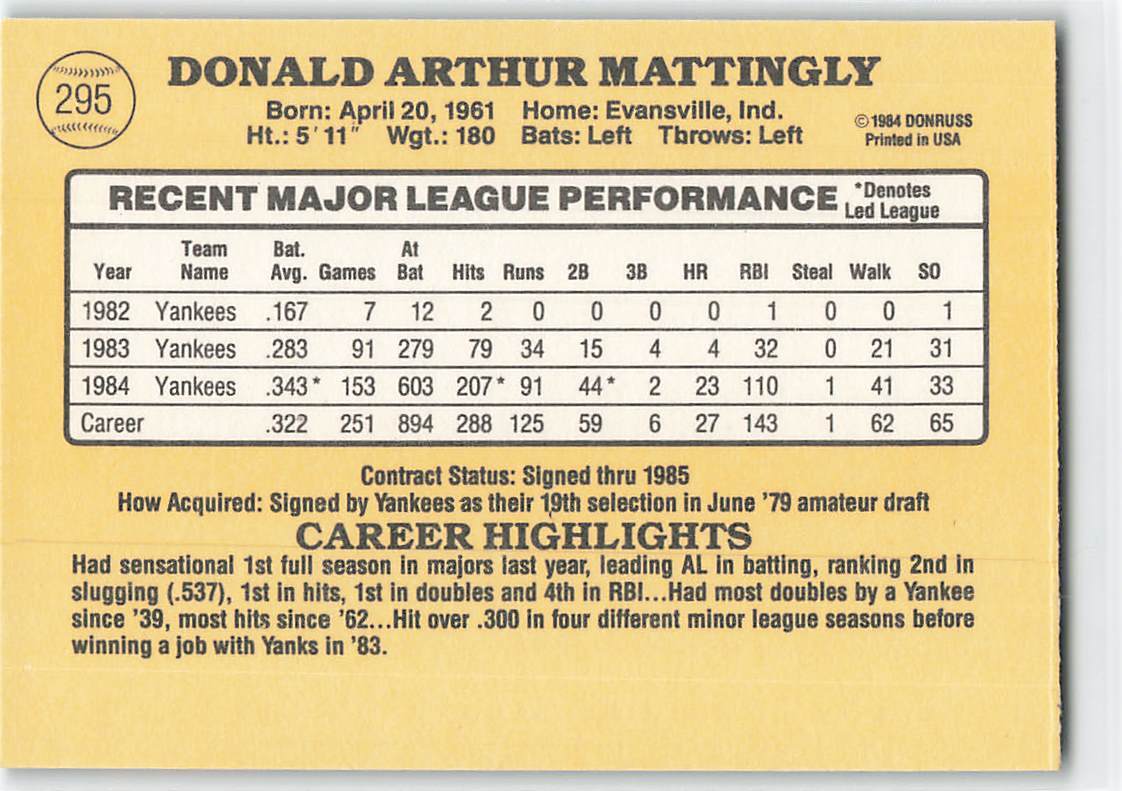 295
DONALD ARTHUR MATTINGLY
Born: April 20, 1961 Home: Evansville, Ind.
Ht.: 5'11" Wgt.: 180 Bats: Left Throws: Left
©1984 DONRUSS
Printed in USA
RECENT MAJOR LEAGUE PERFORMANCE *Denotes Led League
Year Team Name Bat. Avg. Games At Bat Hits Runs 2B 3B HR RBI Steal Walk SO
1982 Yankees .167 7 12 2 0 0 0 0 1 0 0 1
1983 Yankees .283 91 279 79 34 15 4 4 32 0 21 31
1984 Yankees .343* 153 603 207* 91 44* 2 23 110 1 41 33
Career .322 251 894 288 125 59 6 27 143 1 62 65
Contract Status: Signed thru 1985
How Acquired: Signed by Yankees as their 19th selection in June '79 amateur draft
CAREER HIGHLIGHTS
Had sensational 1st full season in majors last year, leading AL in batting, ranking 2nd in
slugging (.537), 1st in hits, 1st in doubles and 4th in RBI...Had most doubles by a Yankee
since '39, most hits since '62...Hit over .300 in four different minor league seasons before
winning a job with Yanks in '83.